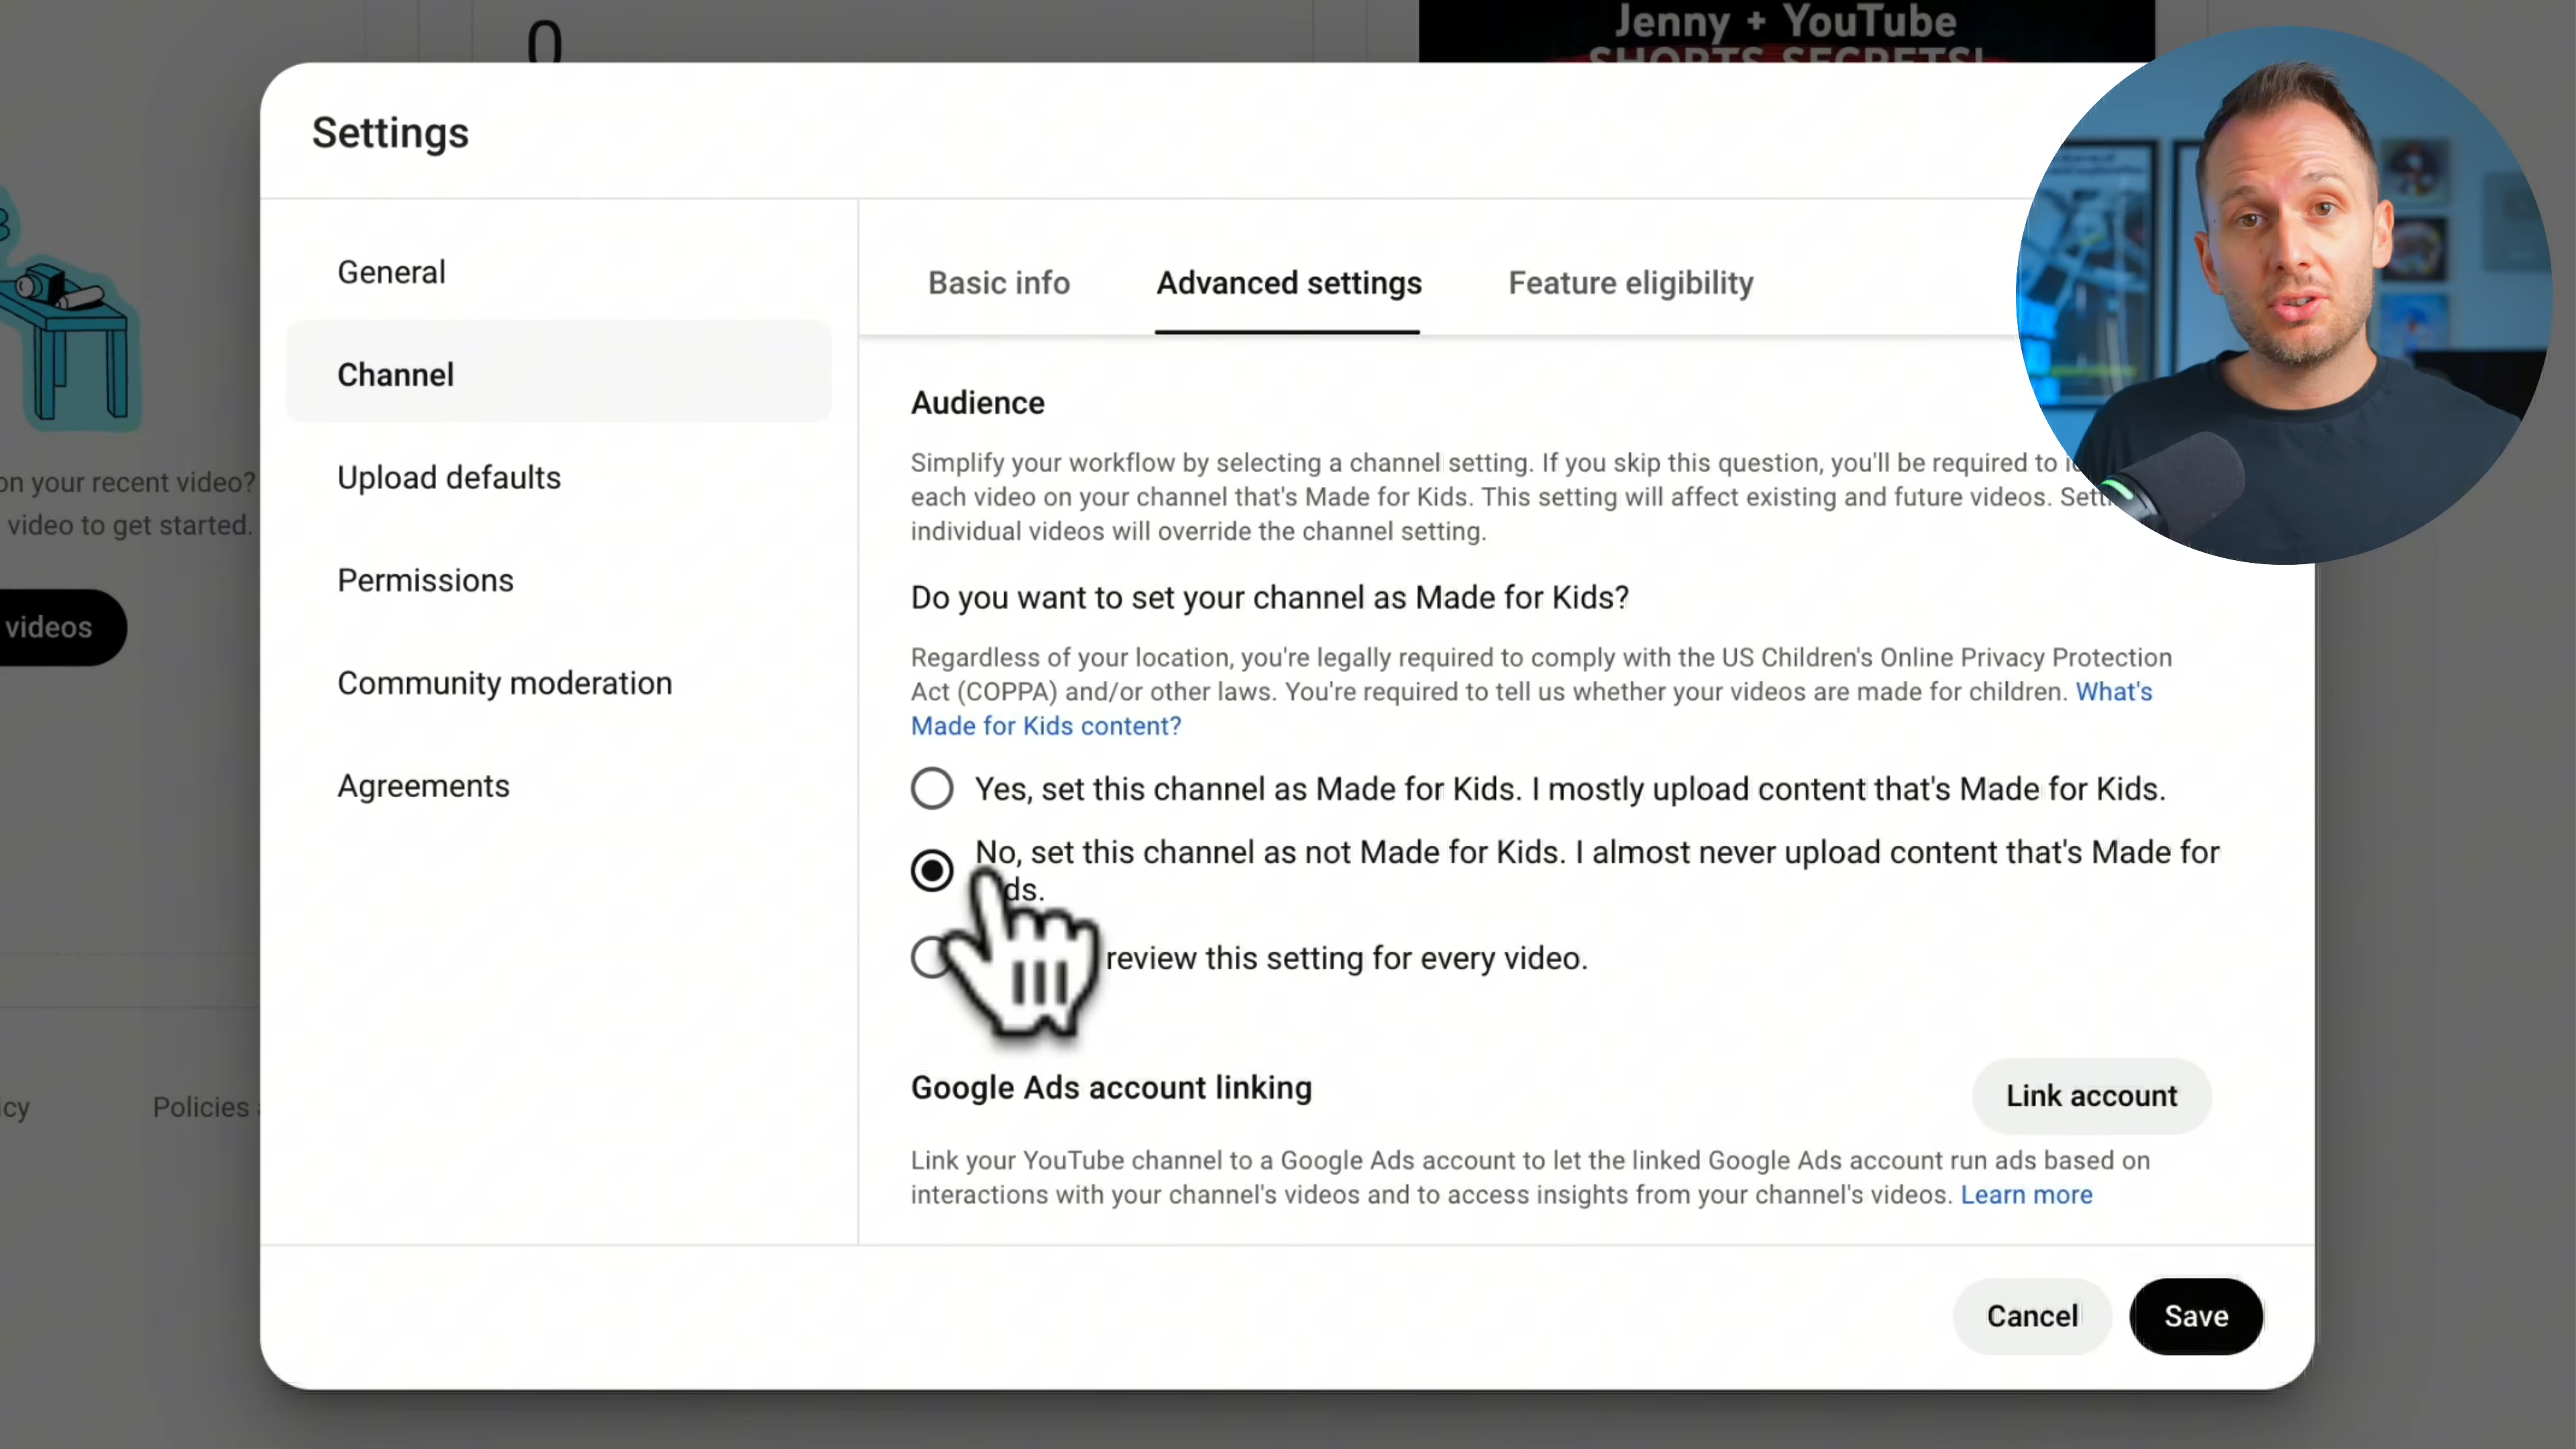 0
Jenny + YouTube
SHORTS SECRETS!
Settings
General
Channel
Upload defaults
Permissions
Community moderation
Agreements
on your recent video?
video to get started.
videos
Policies
Basic info
Advanced settings
Feature eligibility
Audience
Simplify your workflow by selecting a channel setting. If you skip this question, you'll be required to
each video on your channel that's Made for Kids. This setting will affect existing and future videos.
individual videos will override the channel setting.
Do you want to set your channel as Made for Kids?
Regardless of your location, you're legally required to comply with the US Children's Online Privacy Protection
Act (COPPA) and/or other laws. You're required to tell us whether your videos are made for children. What's
Made for Kids content?
Yes, set this channel as Made for Kids. I mostly upload content that's Made for Kids.
No, set this channel as not Made for Kids. I almost never upload content that's Made for
review this setting for every video.
Google Ads account linking
Link account
Link your YouTube channel to a Google Ads account to let the linked Google Ads account run ads based on
interactions with your channel's videos and to access insights from your channel's videos. Learn more
Cancel
Save